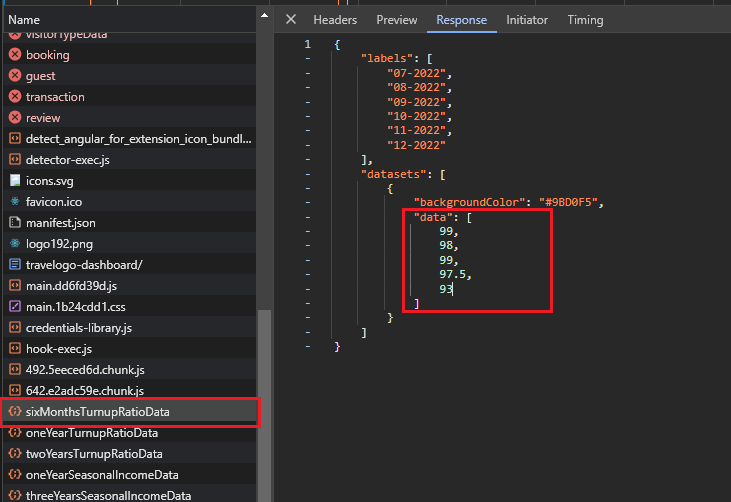 Name
visitorTypeData
booking
guest
transaction
review
detect_angular_for_extension_icon_bundl...
detector-exec.js
icons.svg
favicon.ico
manifest.json
logo192.png
travelogo-dashboard/
main.dd6fd39d.js
main.1b24cdd1.css
credentials-library.js
hook-exec.js
492.5eeced6d.chunk.js
642.e2adc59e.chunk.js
sixMonthsTurnupRatioData
oneYearTurnupRatioData
twoYearsTurnupRatioData
oneYearSeasonalIncomeData
threeYearsSeasonalIncomeData
Headers Preview Response Initiator Timing
1 {
- "labels": [
- "07-2022",
- "08-2022",
- "09-2022",
- "10-2022",
- "11-2022",
- "12-2022"
- ],
- "datasets": [
- {
- "backgroundColor": "#9BD0F5",
- "data": [
- 99,
- 98,
- 99,
- 97.5,
- 93
- ]
- }
- ]
- }